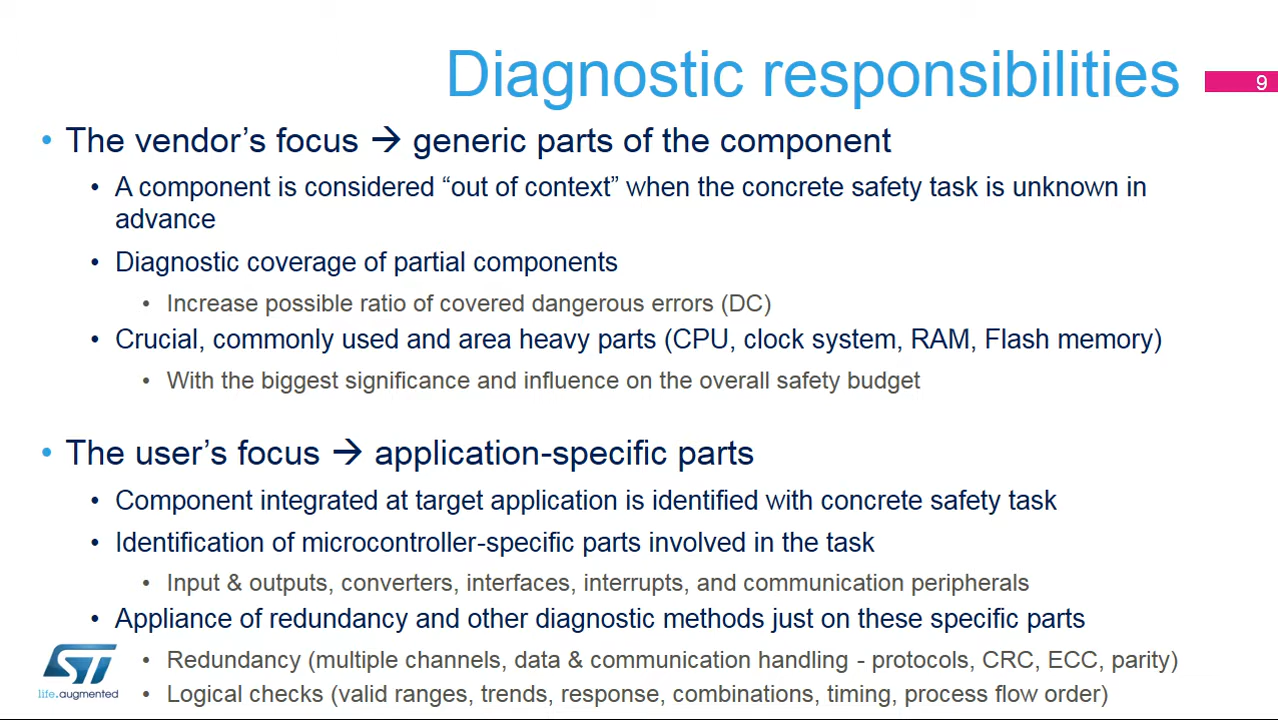 Diagnostic responsibilities
9
• The vendor’s focus → generic parts of the component
• A component is considered “out of context” when the concrete safety task is unknown in
advance
• Diagnostic coverage of partial components
• Increase possible ratio of covered dangerous errors (DC)
• Crucial, commonly used and area heavy parts (CPU, clock system, RAM, Flash memory)
• With the biggest significance and influence on the overall safety budget
• The user’s focus → application-specific parts
• Component integrated at target application is identified with concrete safety task
• Identification of microcontroller-specific parts involved in the task
• Input & outputs, converters, interfaces, interrupts, and communication peripherals
• Appliance of redundancy and other diagnostic methods just on these specific parts
• Redundancy (multiple channels, data & communication handling - protocols, CRC, ECC, parity)
• Logical checks (valid ranges, trends, response, combinations, timing, process flow order)
ST
life.augmented